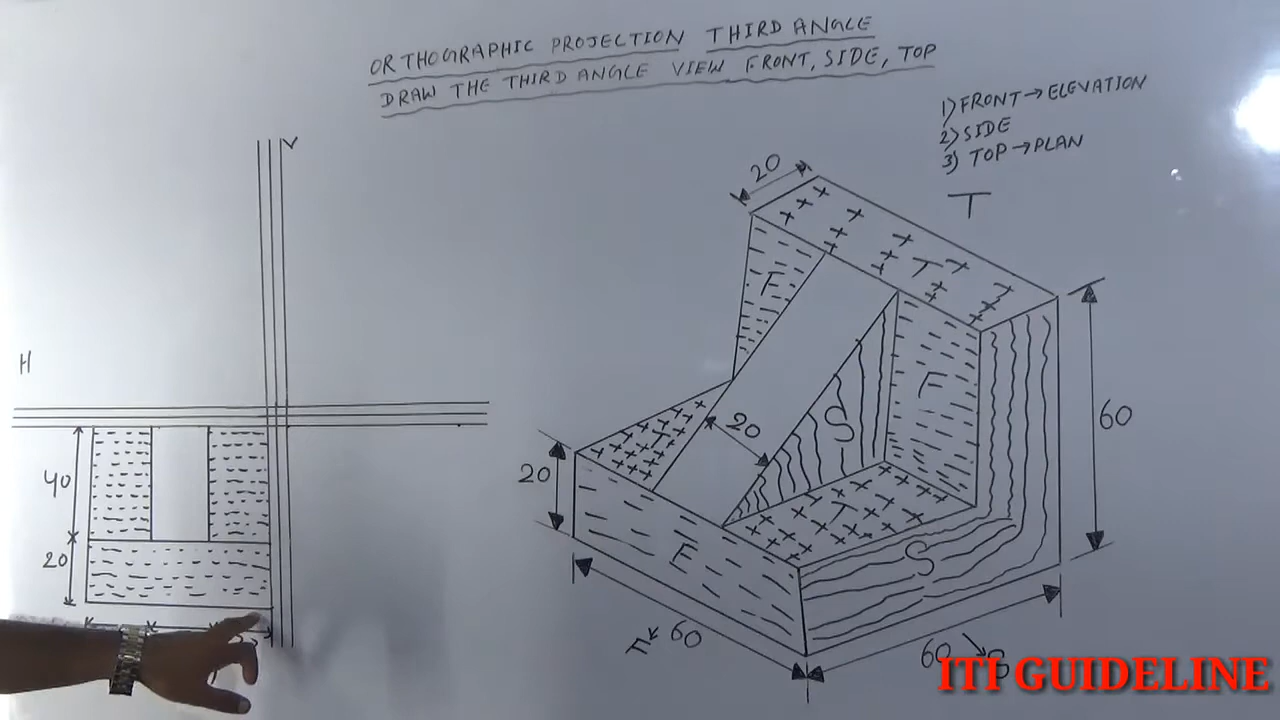 ORTHOGRAPHIC PROJECTION THIRD ANGLE
DRAW THE THIRD ANGLE VIEW FRONT, SIDE, TOP
1) FRONT → ELEVATION
2) SIDE
3) TOP → PLAN
T
V
H
40
20
20
F
T
F
S
20
T
T
20
F
S
60
60
F
60
S
ITI GUIDELINE